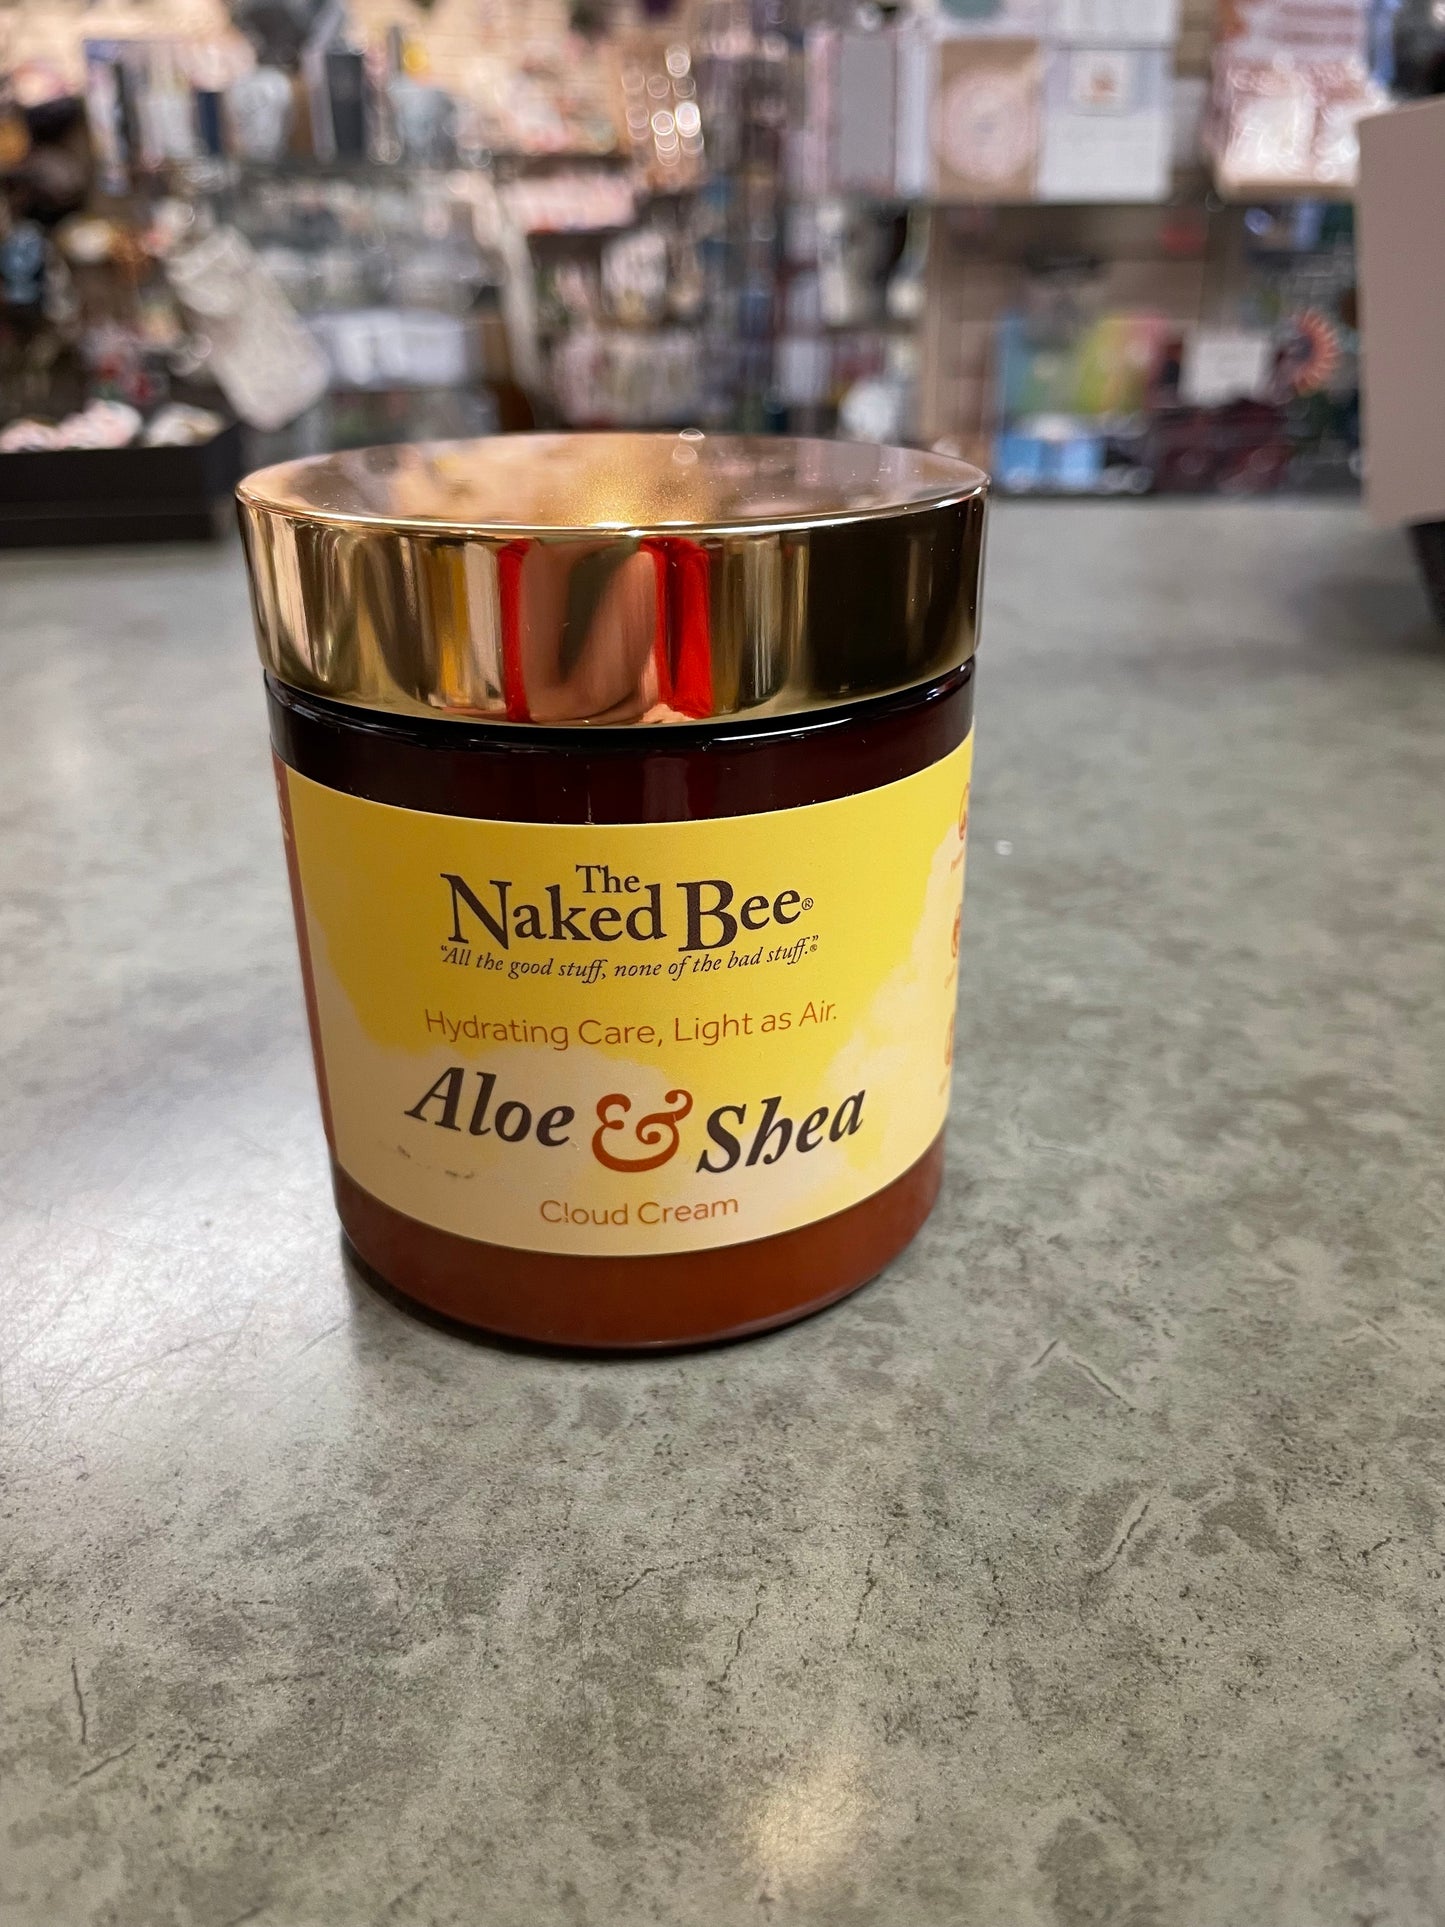 The
Naked Bee®
"All the good stuff, none of the bad stuff."®
Hydrating Care, Light as Air.
Aloe & Shea
Cloud Cream